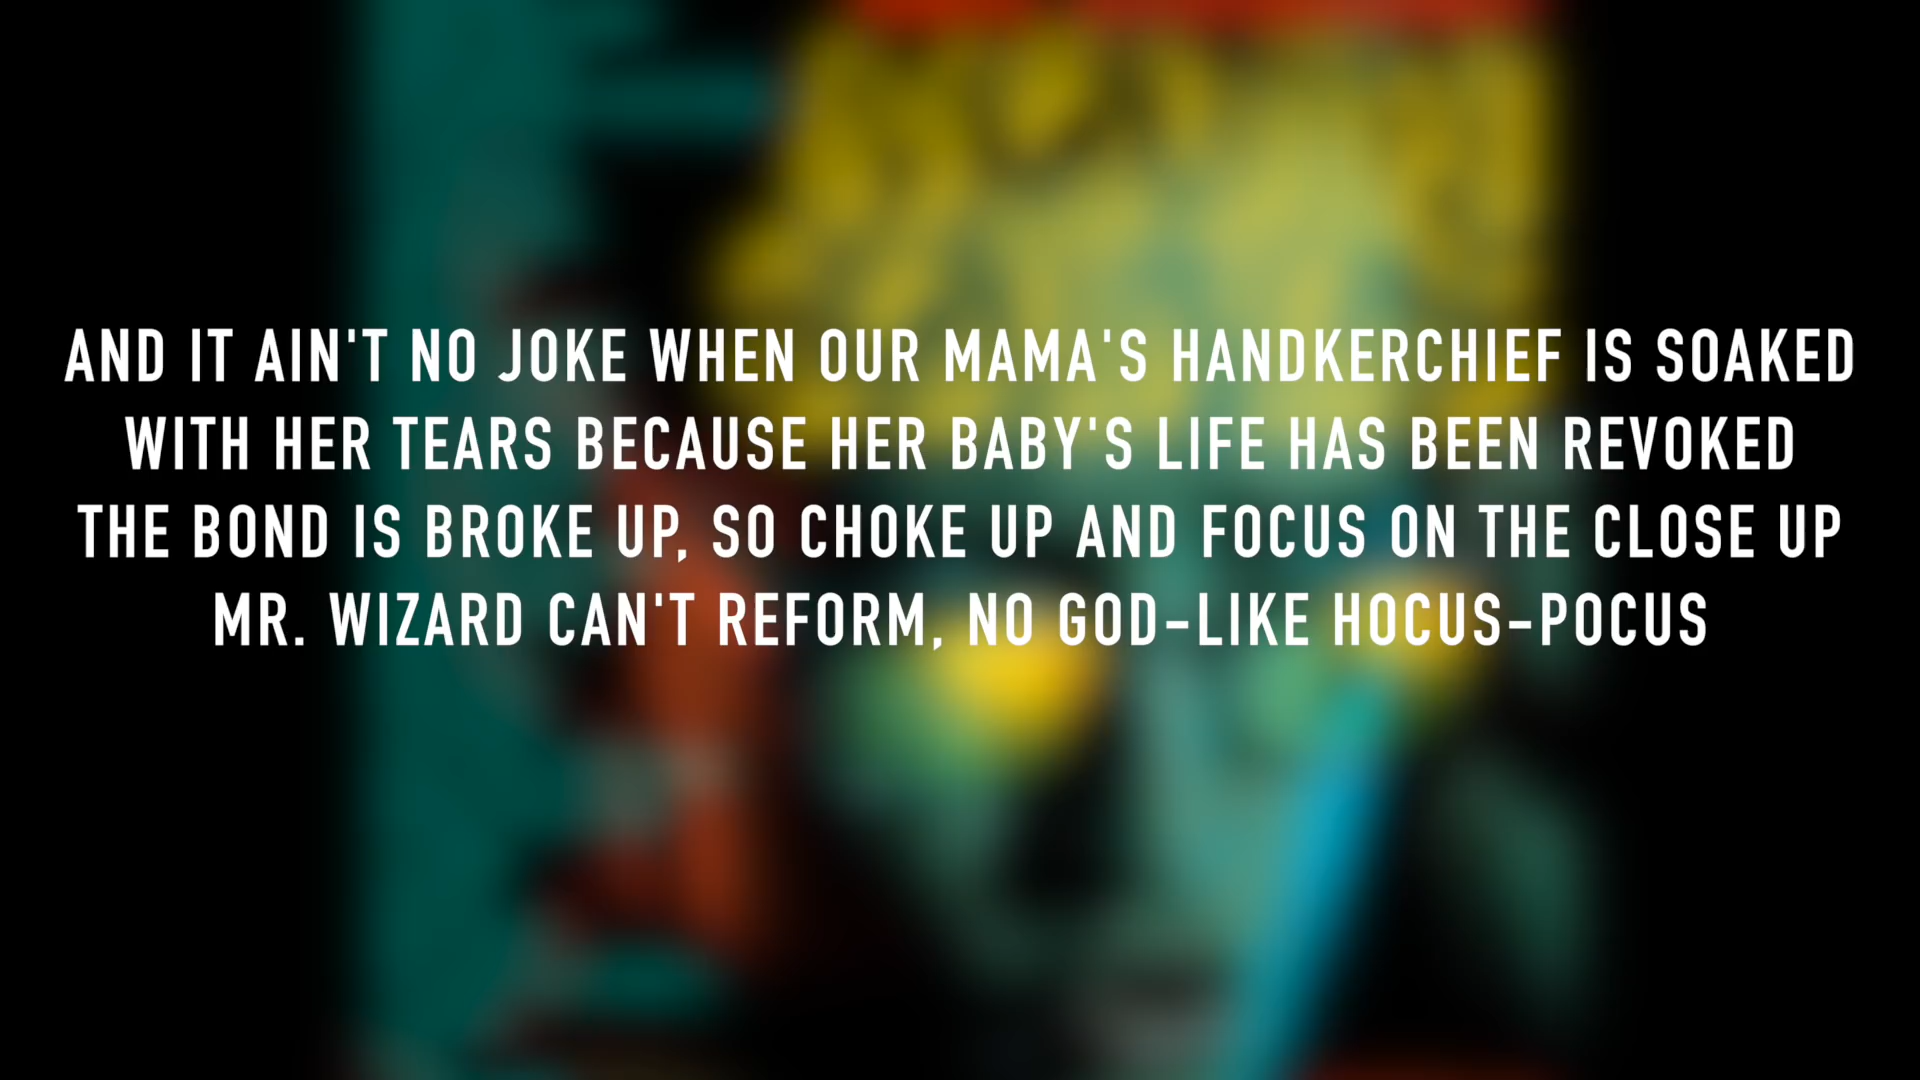 AND IT AIN'T NO JOKE WHEN OUR MAMA'S HANDKERCHIEF IS SOAKED
WITH HER TEARS BECAUSE HER BABY'S LIFE HAS BEEN REVOKED
THE BOND IS BROKE UP, SO CHOKE UP AND FOCUS ON THE CLOSE UP
MR. WIZARD CAN'T REFORM, NO GOD-LIKE HOCUS-POCUS